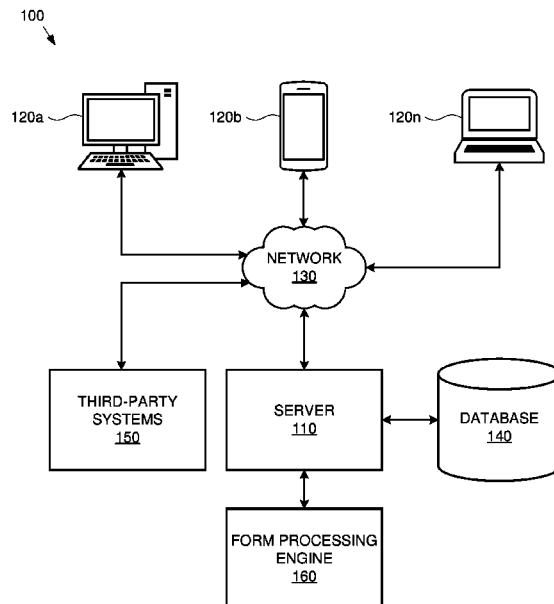 100
120a
120b
120n
NETWORK
130
THIRD-PARTY
SYSTEMS
150
SERVER
110
DATABASE
140
FORM PROCESSING
ENGINE
160